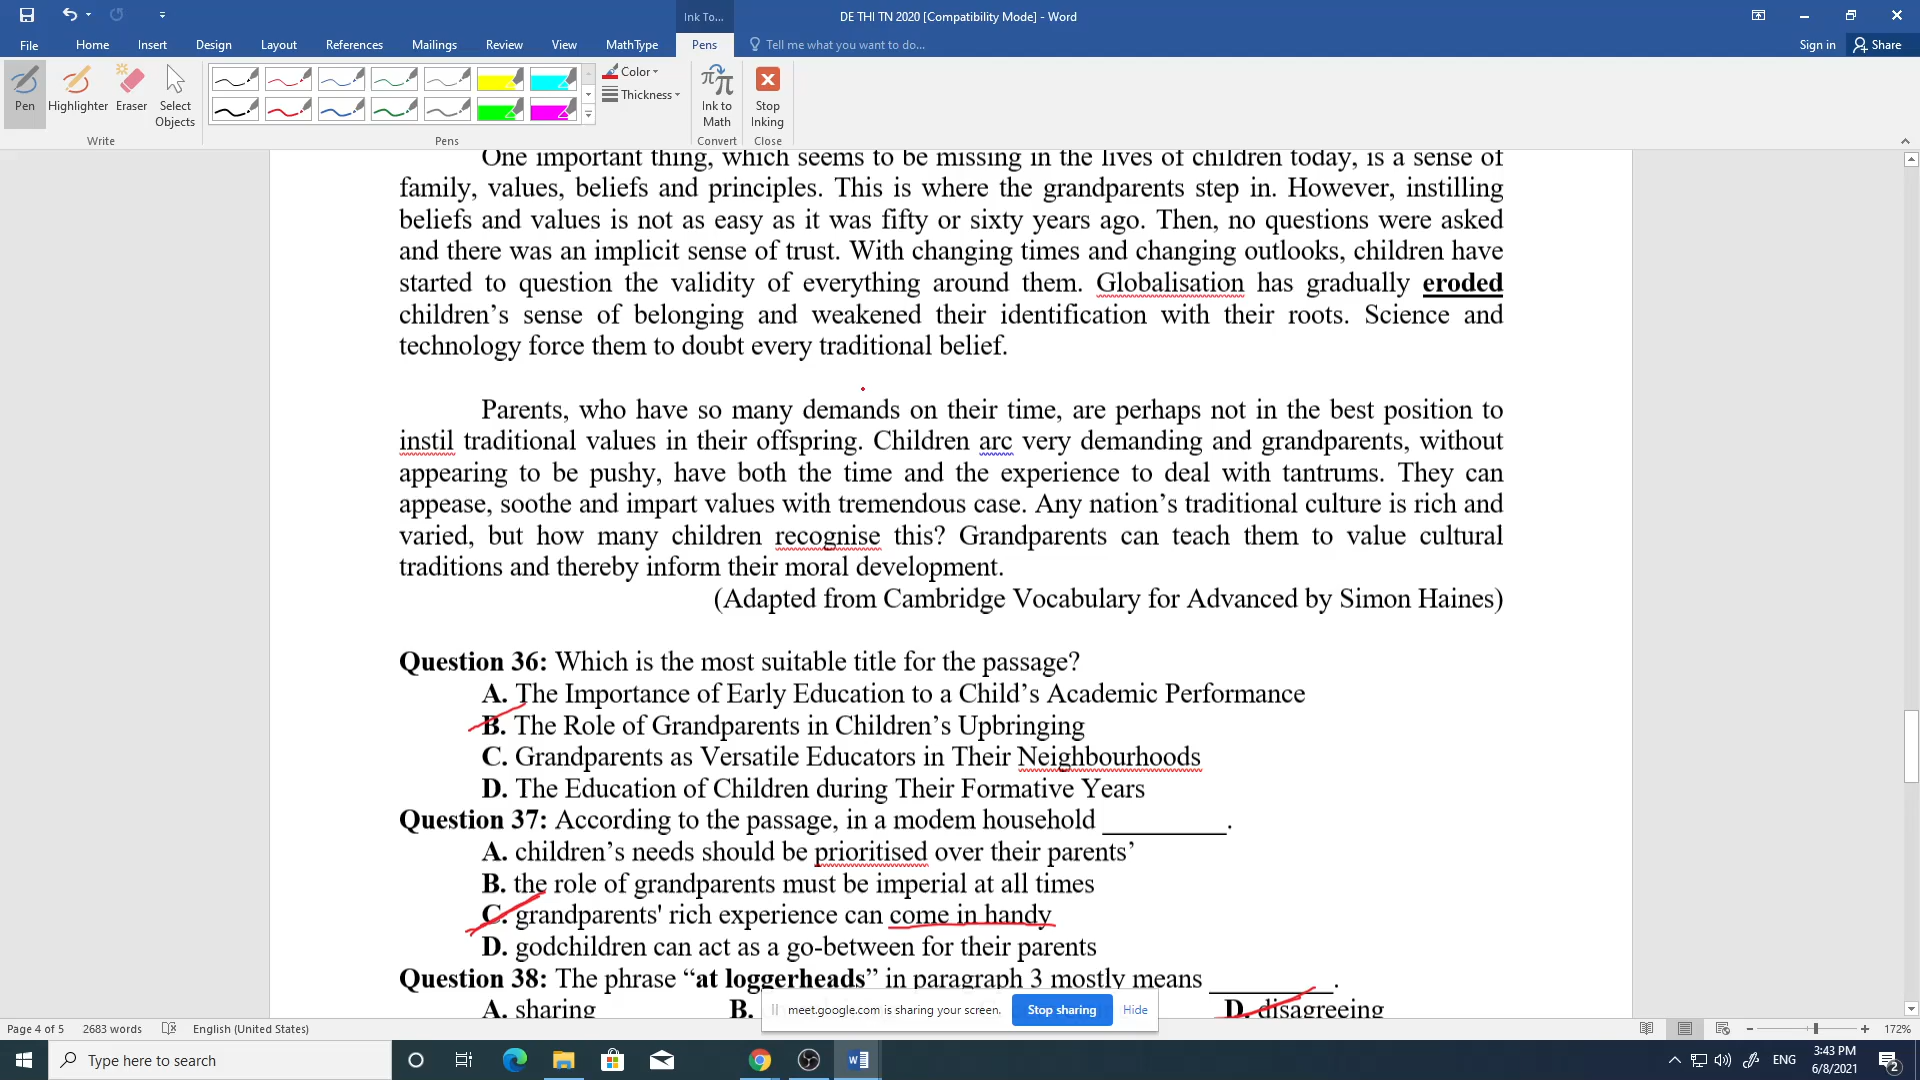 Ink To...
DE THI TN 2020 [Compatibility Mode] - Word
File Home Insert Design Layout References Mailings Review View MathType Pens Tell me what you want to do... Sign in Share
Pen Highlighter Eraser Select Objects
Color
Thickness
Ink to Math
Stop Inking
Write Pens Convert Close
One important thing, which seems to be missing in the lives of children today, is a sense of
family, values, beliefs and principles. This is where the grandparents step in. However, instilling
beliefs and values is not as easy as it was fifty or sixty years ago. Then, no questions were asked
and there was an implicit sense of trust. With changing times and changing outlooks, children have
started to question the validity of everything around them. Globalisation has gradually eroded
children’s sense of belonging and weakened their identification with their roots. Science and
technology force them to doubt every traditional belief.
Parents, who have so many demands on their time, are perhaps not in the best position to
instil traditional values in their offspring. Children arc very demanding and grandparents, without
appearing to be pushy, have both the time and the experience to deal with tantrums. They can
appease, soothe and impart values with tremendous case. Any nation’s traditional culture is rich and
varied, but how many children recognise this? Grandparents can teach them to value cultural
traditions and thereby inform their moral development.
(Adapted from Cambridge Vocabulary for Advanced by Simon Haines)
Question 36: Which is the most suitable title for the passage?
A. The Importance of Early Education to a Child’s Academic Performance
B. The Role of Grandparents in Children’s Upbringing
C. Grandparents as Versatile Educators in Their Neighbourhoods
D. The Education of Children during Their Formative Years
Question 37: According to the passage, in a modem household _________.
A. children’s needs should be prioritised over their parents’
B. the role of grandparents must be imperial at all times
C. grandparents' rich experience can come in handy
D. godchildren can act as a go-between for their parents
Question 38: The phrase “at loggerheads” in paragraph 3 mostly means _________.
A. sharing B. D. disagreeing
meet.google.com is sharing your screen. Stop sharing Hide
Page 4 of 5 2683 words English (United States) 172%
Type here to search
ENG
3:43 PM
6/8/2021
2